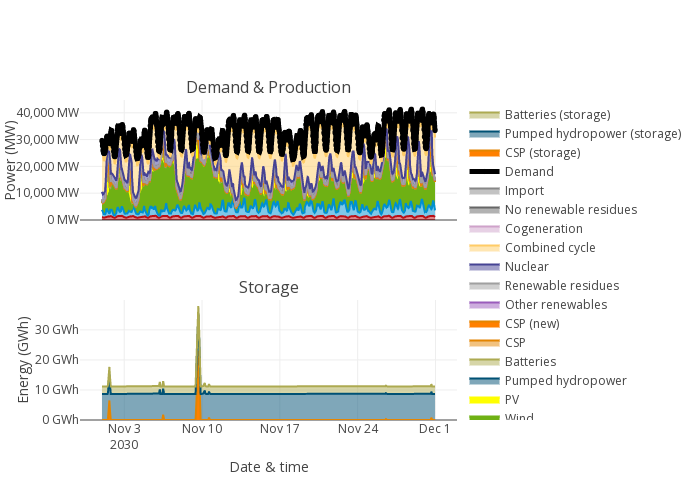 Demand & Production
Power (MW)
40,000 MW
30,000 MW
20,000 MW
10,000 MW
0 MW
Storage
Energy (GWh)
30 GWh
20 GWh
10 GWh
0 GWh
Nov 3
2030
Nov 10
Nov 17
Nov 24
Dec 1
Date & time
Batteries (storage)
Pumped hydropower (storage)
CSP (storage)
Demand
Import
No renewable residues
Cogeneration
Combined cycle
Nuclear
Renewable residues
Other renewables
CSP (new)
CSP
Batteries
Pumped hydropower
PV
Wind